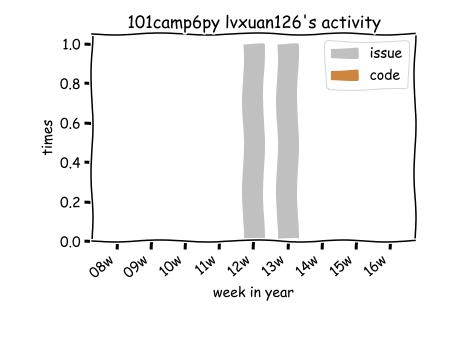 101camp6py lvxuan126's activity
issue
code
times
1.0
0.8
0.6
0.4
0.2
0.0
08w 09w 10w 11w 12w 13w 14w 15w 16w
week in year